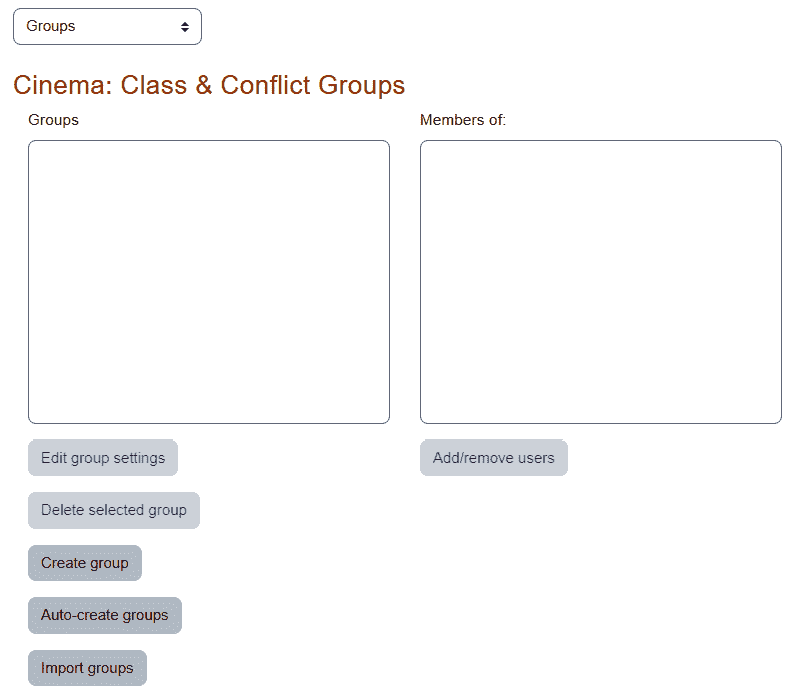 Groups
Cinema: Class & Conflict Groups
Groups
Members of:
Edit group settings
Add/remove users
Delete selected group
Create group
Auto-create groups
Import groups